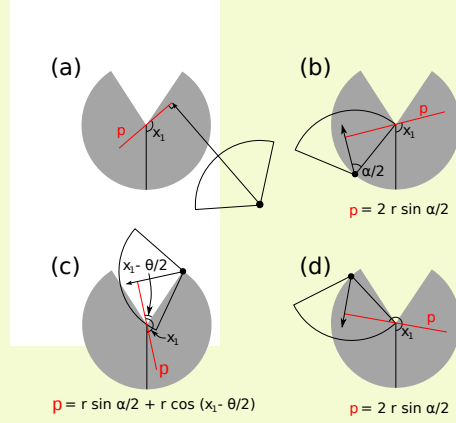 (a)
(b)
p
x₁
p
x₁
α/2
p = 2 r sin α/2
(c)
(d)
x₁- θ/2
p
x₁
x₁
p
p = r sin α/2 + r cos (x₁- θ/2)
p = 2 r sin α/2